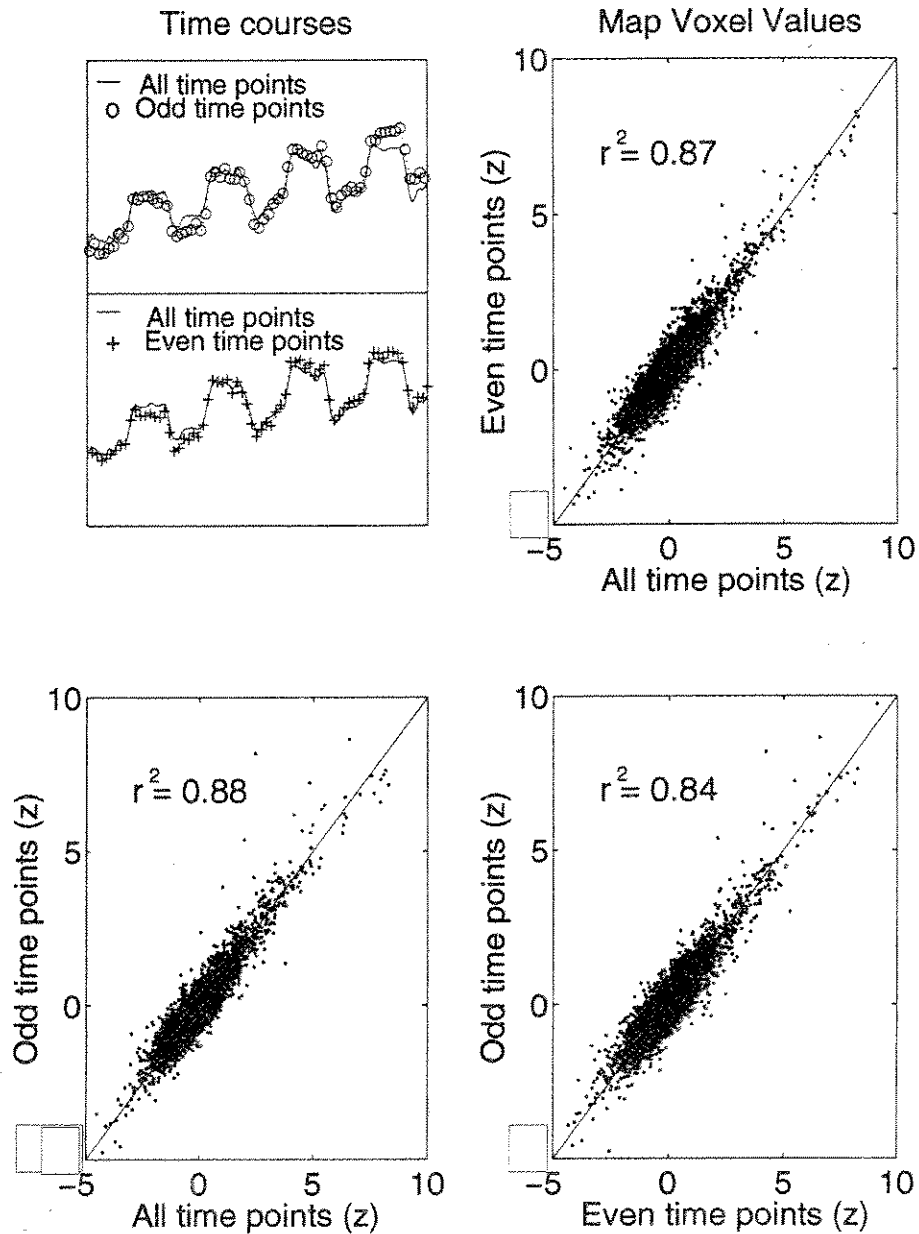 Time courses
— All time points
o Odd time points
— All time points
+ Even time points
Map Voxel Values
10
5
0
r² = 0.87
Even time points (z)
−5 0 5 10
All time points (z)
10
5
0
r² = 0.88
Odd time points (z)
−5 0 5 10
All time points (z)
10
5
0
r² = 0.84
Odd time points (z)
−5 0 5 10
Even time points (z)